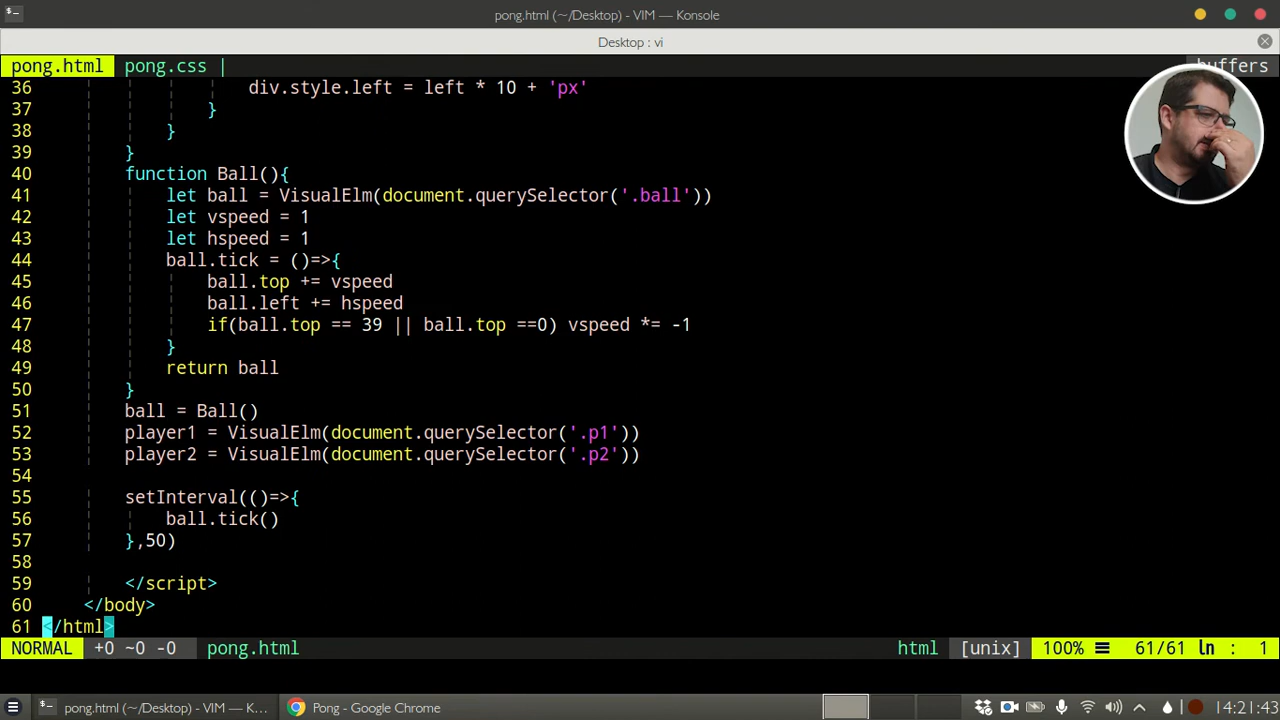 pong.html (~/Desktop) - VIM — Konsole
Desktop : vi
pong.html pong.css | buffers
36 div.style.left = left * 10 + 'px'
37 }
38 }
39 }
40 function Ball(){
41 let ball = VisualElm(document.querySelector('.ball'))
42 let vspeed = 1
43 let hspeed = 1
44 ball.tick = ()=>{
45 ball.top += vspeed
46 ball.left += hspeed
47 if(ball.top == 39 || ball.top ==0) vspeed *= -1
48 }
49 return ball
50 }
51 ball = Ball()
52 player1 = VisualElm(document.querySelector('.p1'))
53 player2 = VisualElm(document.querySelector('.p2'))
54
55 setInterval(()=>{
56 ball.tick()
57 },50)
58
59 </script>
60 </body>
61 </html>
NORMAL +0 ~0 -0 pong.html html [unix] 100% ☰ 61/61 ln : 1
pong.html (~/Desktop) - VIM — K... Pong - Google Chrome 14:21:43